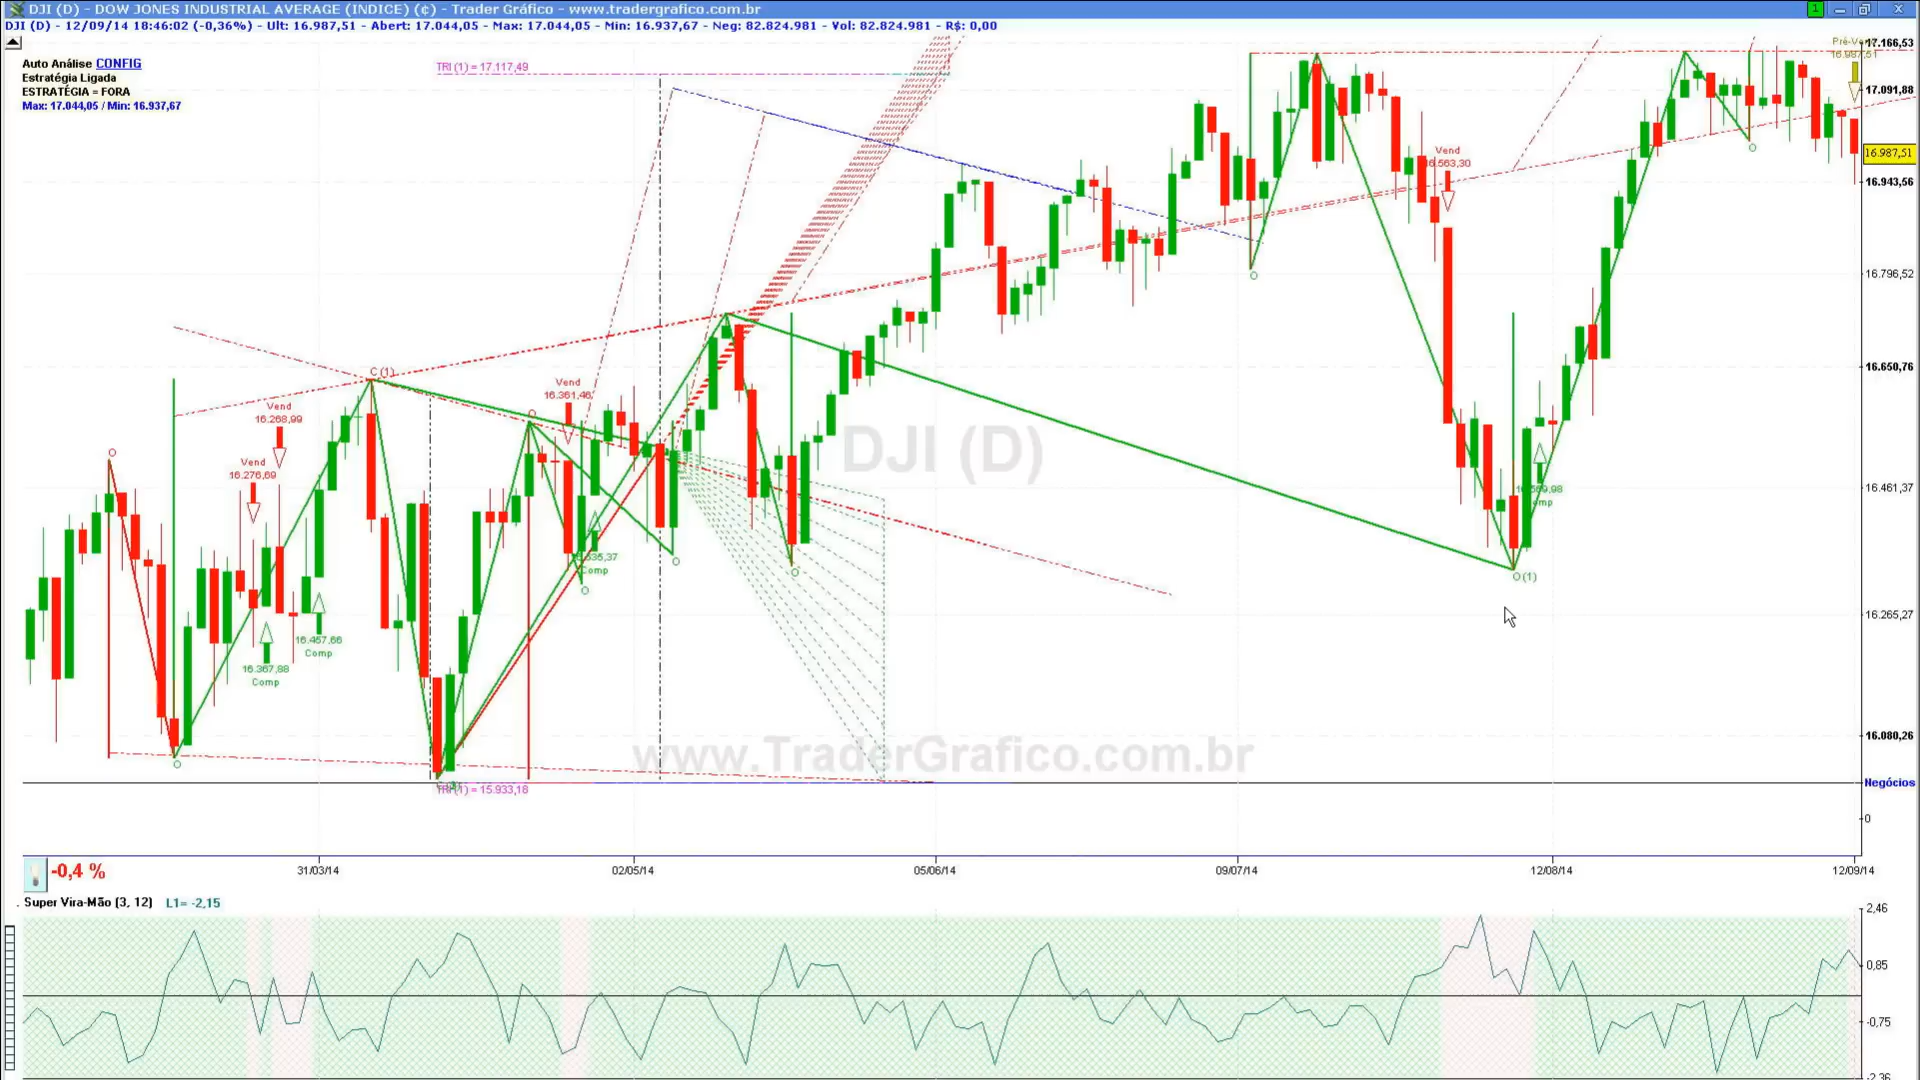 DJI (D) - DOW JONES INDUSTRIAL AVERAGE (INDICE) (¢) - Trader Gráfico - www.tradergrafico.com.br
1
DJI (D) - 12/09/14 18:46:02 (-0,36%) - Ult: 16.987,51 - Abert: 17.044,05 - Max: 17.044,05 - Min: 16.937,67 - Neg: 82.824.981 - Vol: 82.824.981 - R$: 0,00
Auto Análise CONFIG
Estratégia Ligada
ESTRATÉGIA = FORA
Max: 17.044,05 / Min: 16.937,67
TRI (1) = 17.117,49
17.166,53
17.091,88
16.987,51
16.943,56
16.796,52
16.650,76
16.461,37
16.265,27
16.080,26
Negócios
0
Vend
16.563,30
C (1)
Vend
16.361,46
Vend
16.268,99
Vend
16.276,69
DJI (D)
Comp
O (1)
16.457,66
Comp
16.367,88
Comp
www.TraderGrafico.com.br
TRI (1) = 15.933,18
-0,4 %
31/03/14
02/05/14
05/06/14
09/07/14
12/08/14
12/09/14
Super Vira-Mão (3, 12) L1= -2,15
2,46
0,85
-0,75
-2,36